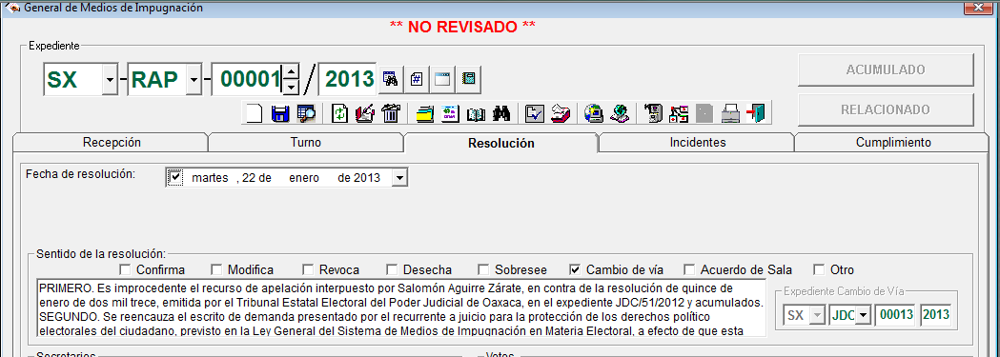 General de Medios de Impugnación
** NO REVISADO **
Expediente
SX - RAP - 00001 / 2013
ACUMULADO
RELACIONADO
Recepción Turno Resolución Incidentes Cumplimiento
Fecha de resolución: martes , 22 de enero de 2013
Sentido de la resolución:
Confirma Modifica Revoca Desecha Sobresee Cambio de vía Acuerdo de Sala Otro
PRIMERO. Es improcedente el recurso de apelación interpuesto por Salomón Aguirre Zárate, en contra de la resolución de quince de
enero de dos mil trece, emitida por el Tribunal Estatal Electoral del Poder Judicial de Oaxaca, en el expediente JDC/51/2012 y acumulados.
SEGUNDO. Se reencauza el escrito de demanda presentado por el recurrente a juicio para la protección de los derechos político
electorales del ciudadano, previsto en la Ley General del Sistema de Medios de Impugnación en Materia Electoral, a efecto de que esta
Expediente Cambio de Vía
SX JDC 00013 2013
Secretarios Votos